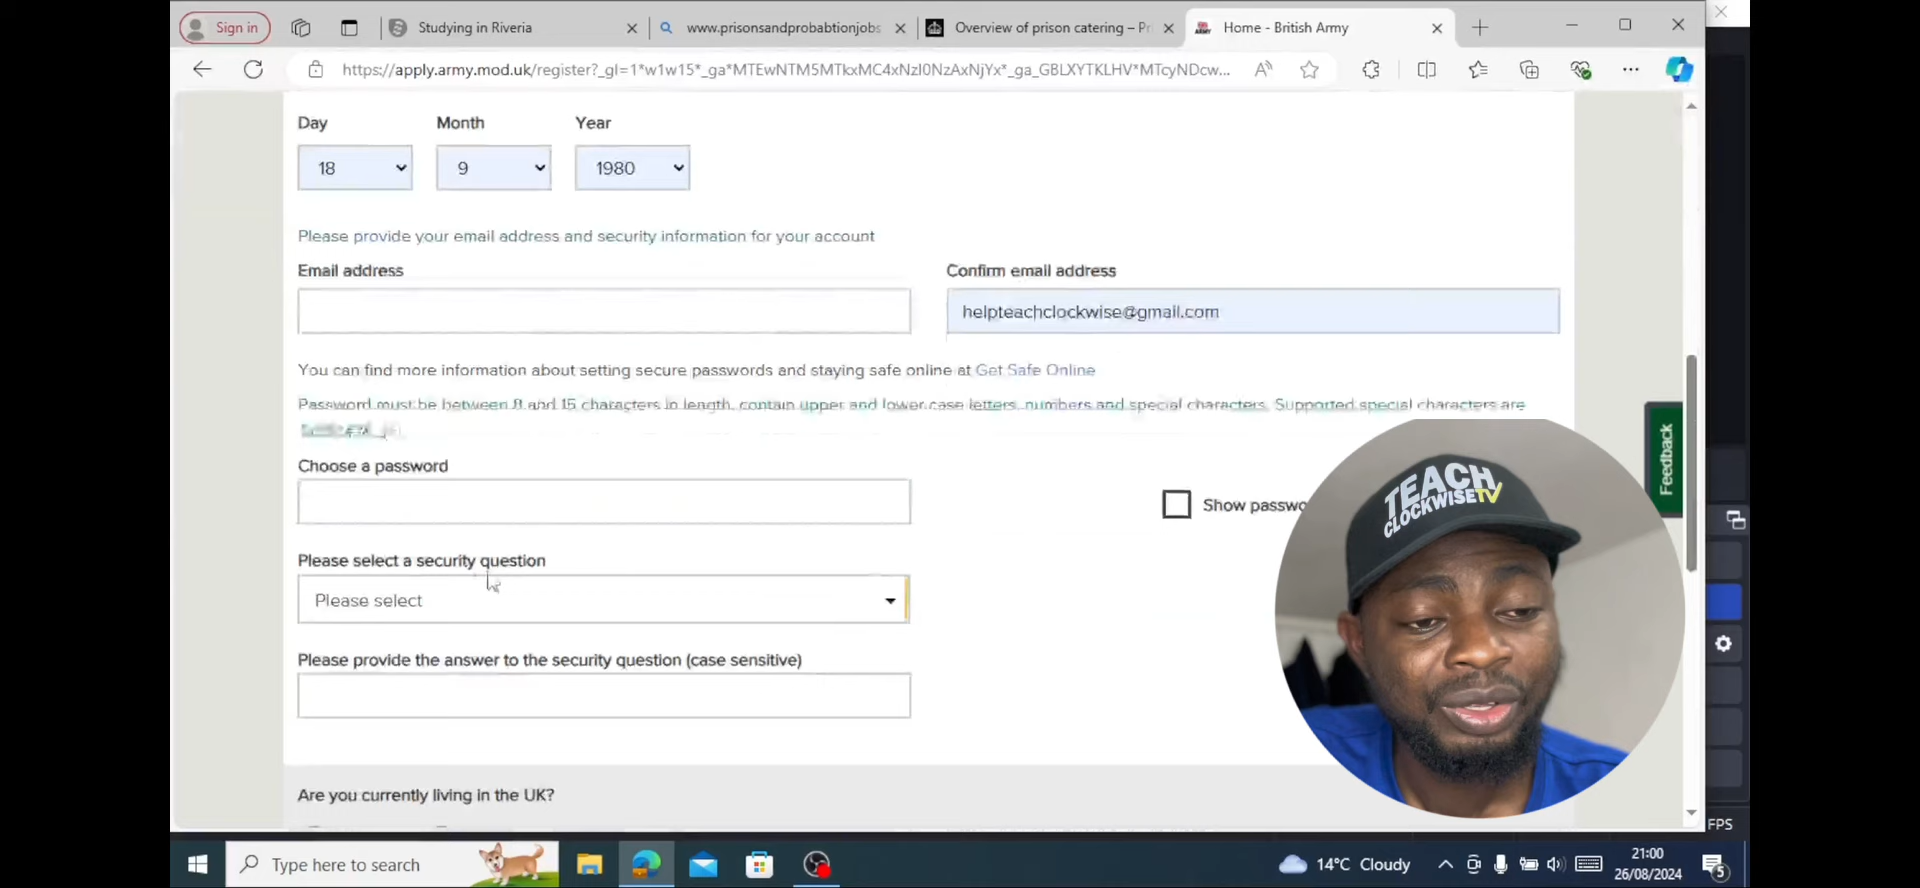 Sign in
Studying in Riveria
www.prisonsandprobabtionjobs
Overview of prison catering – Pr
Home - British Army
https://apply.army.mod.uk/register?_gl=1*w1w15*_ga*MTEwNTM5MTkxMC4xNzI0NzAxNjYx*_ga_GBLXYTKLHV*MTcyNDcw...
Day Month Year
18 9 1980
Please provide your email address and security information for your account
Email address Confirm email address
helpteachclockwise@gmail.com
You can find more information about setting secure passwords and staying safe online at Get Safe Online
Password must be between 8 and 15 characters in length, contain upper and lower case letters, numbers and special characters. Supported special characters are
Choose a password
Show passwo
Please select a security question
Please select
Please provide the answer to the security question (case sensitive)
Are you currently living in the UK?
Feedback
TEACH
CLOCKWISETV
FPS
Type here to search
14°C Cloudy
21:00
26/08/2024
5